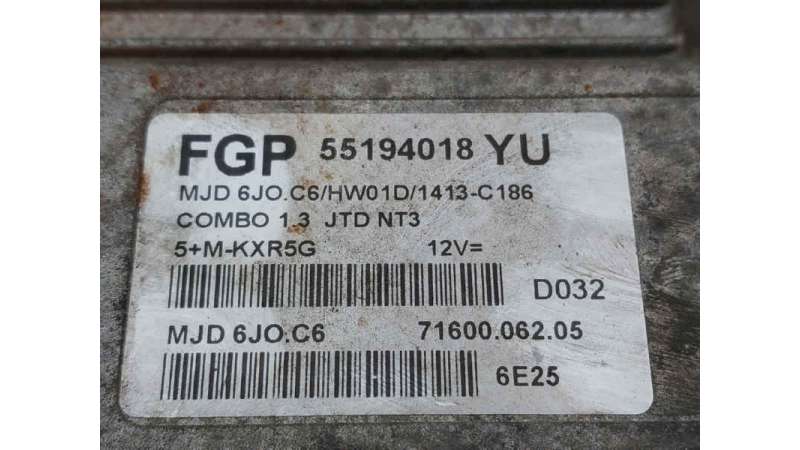 FGP 55194018 YU
MJD 6JO.C6/HW01D/1413-C186
COMBO 1.3 JTD NT3
5+M-KXR5G 12V=
D032
MJD 6JO.C6 71600.062.05
6E25